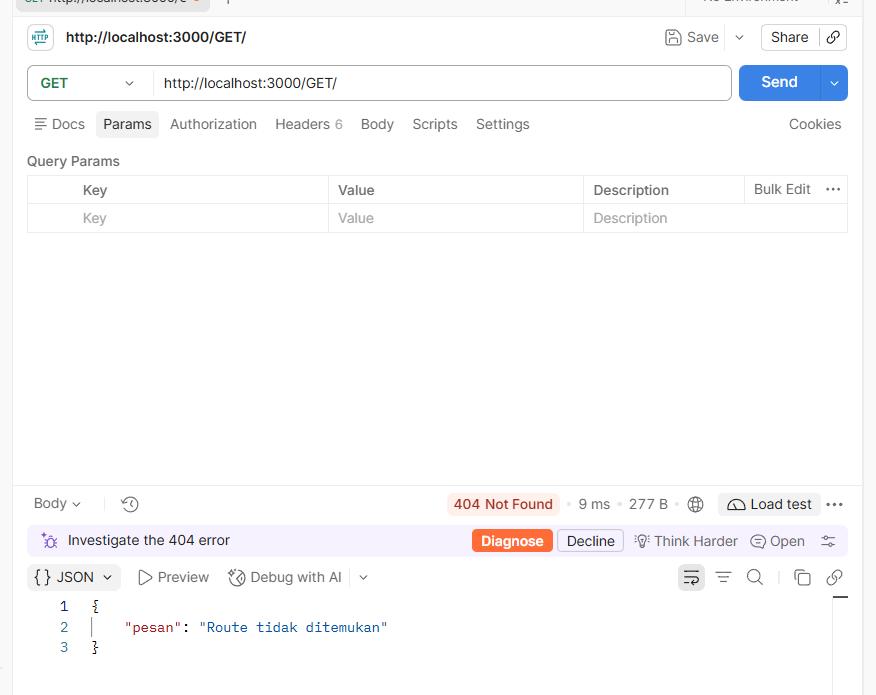 http://localhost:3000/GET/
Save
Share
GET
http://localhost:3000/GET/
Send
Docs
Params
Authorization
Headers 6
Body
Scripts
Settings
Cookies
Query Params
Key
Value
Description
Bulk Edit
Key
Value
Description
Body
404 Not Found
9 ms
277 B
Load test
Investigate the 404 error
Diagnose
Decline
Think Harder
Open
{} JSON
Preview
Debug with AI
1 {
2 "pesan": "Route tidak ditemukan"
3 }